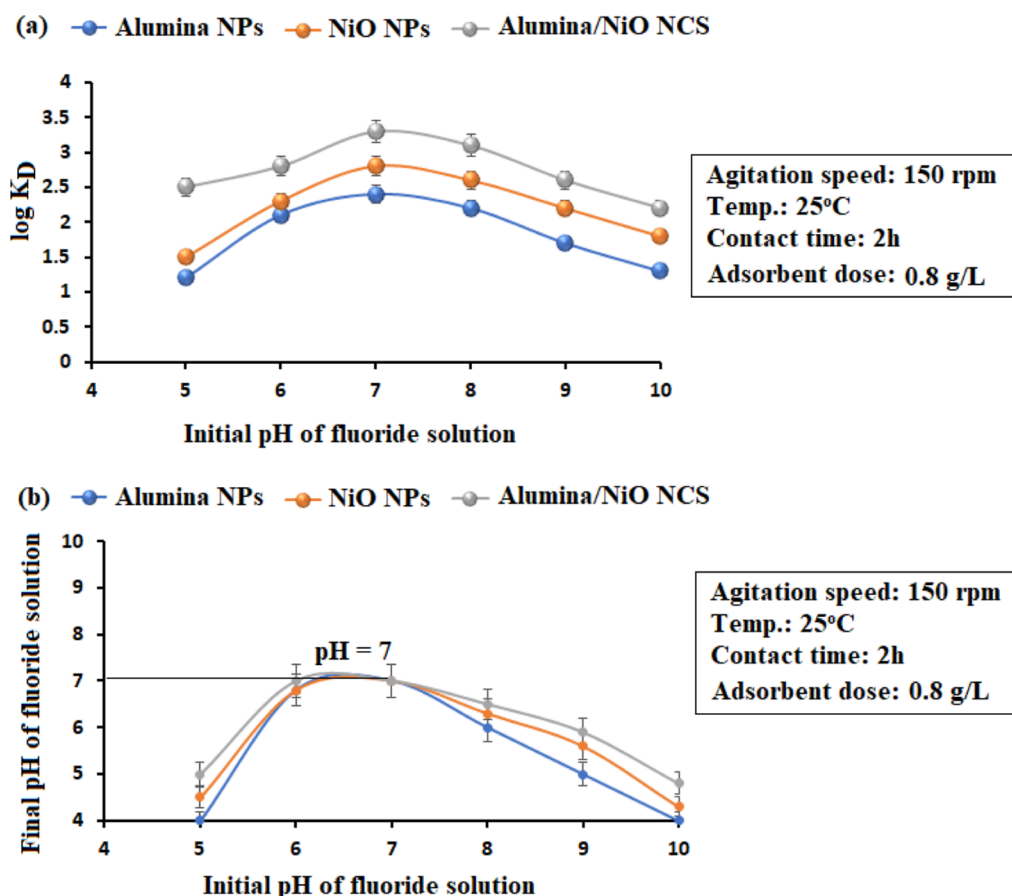 (a) Alumina NPs NiO NPs Alumina/NiO NCS
4
3.5
3
2.5
2
1.5
1
0.5
0
log KD
4 5 6 7 8 9 10
Initial pH of fluoride solution
Agitation speed: 150 rpm
Temp.: 25°C
Contact time: 2h
Adsorbent dose: 0.8 g/L
(b) Alumina NPs NiO NPs Alumina/NiO NCS
10
9
8
7
6
5
4
Final pH of fluoride solution
pH = 7
4 5 6 7 8 9 10
Initial pH of fluoride solution
Agitation speed: 150 rpm
Temp.: 25°C
Contact time: 2h
Adsorbent dose: 0.8 g/L